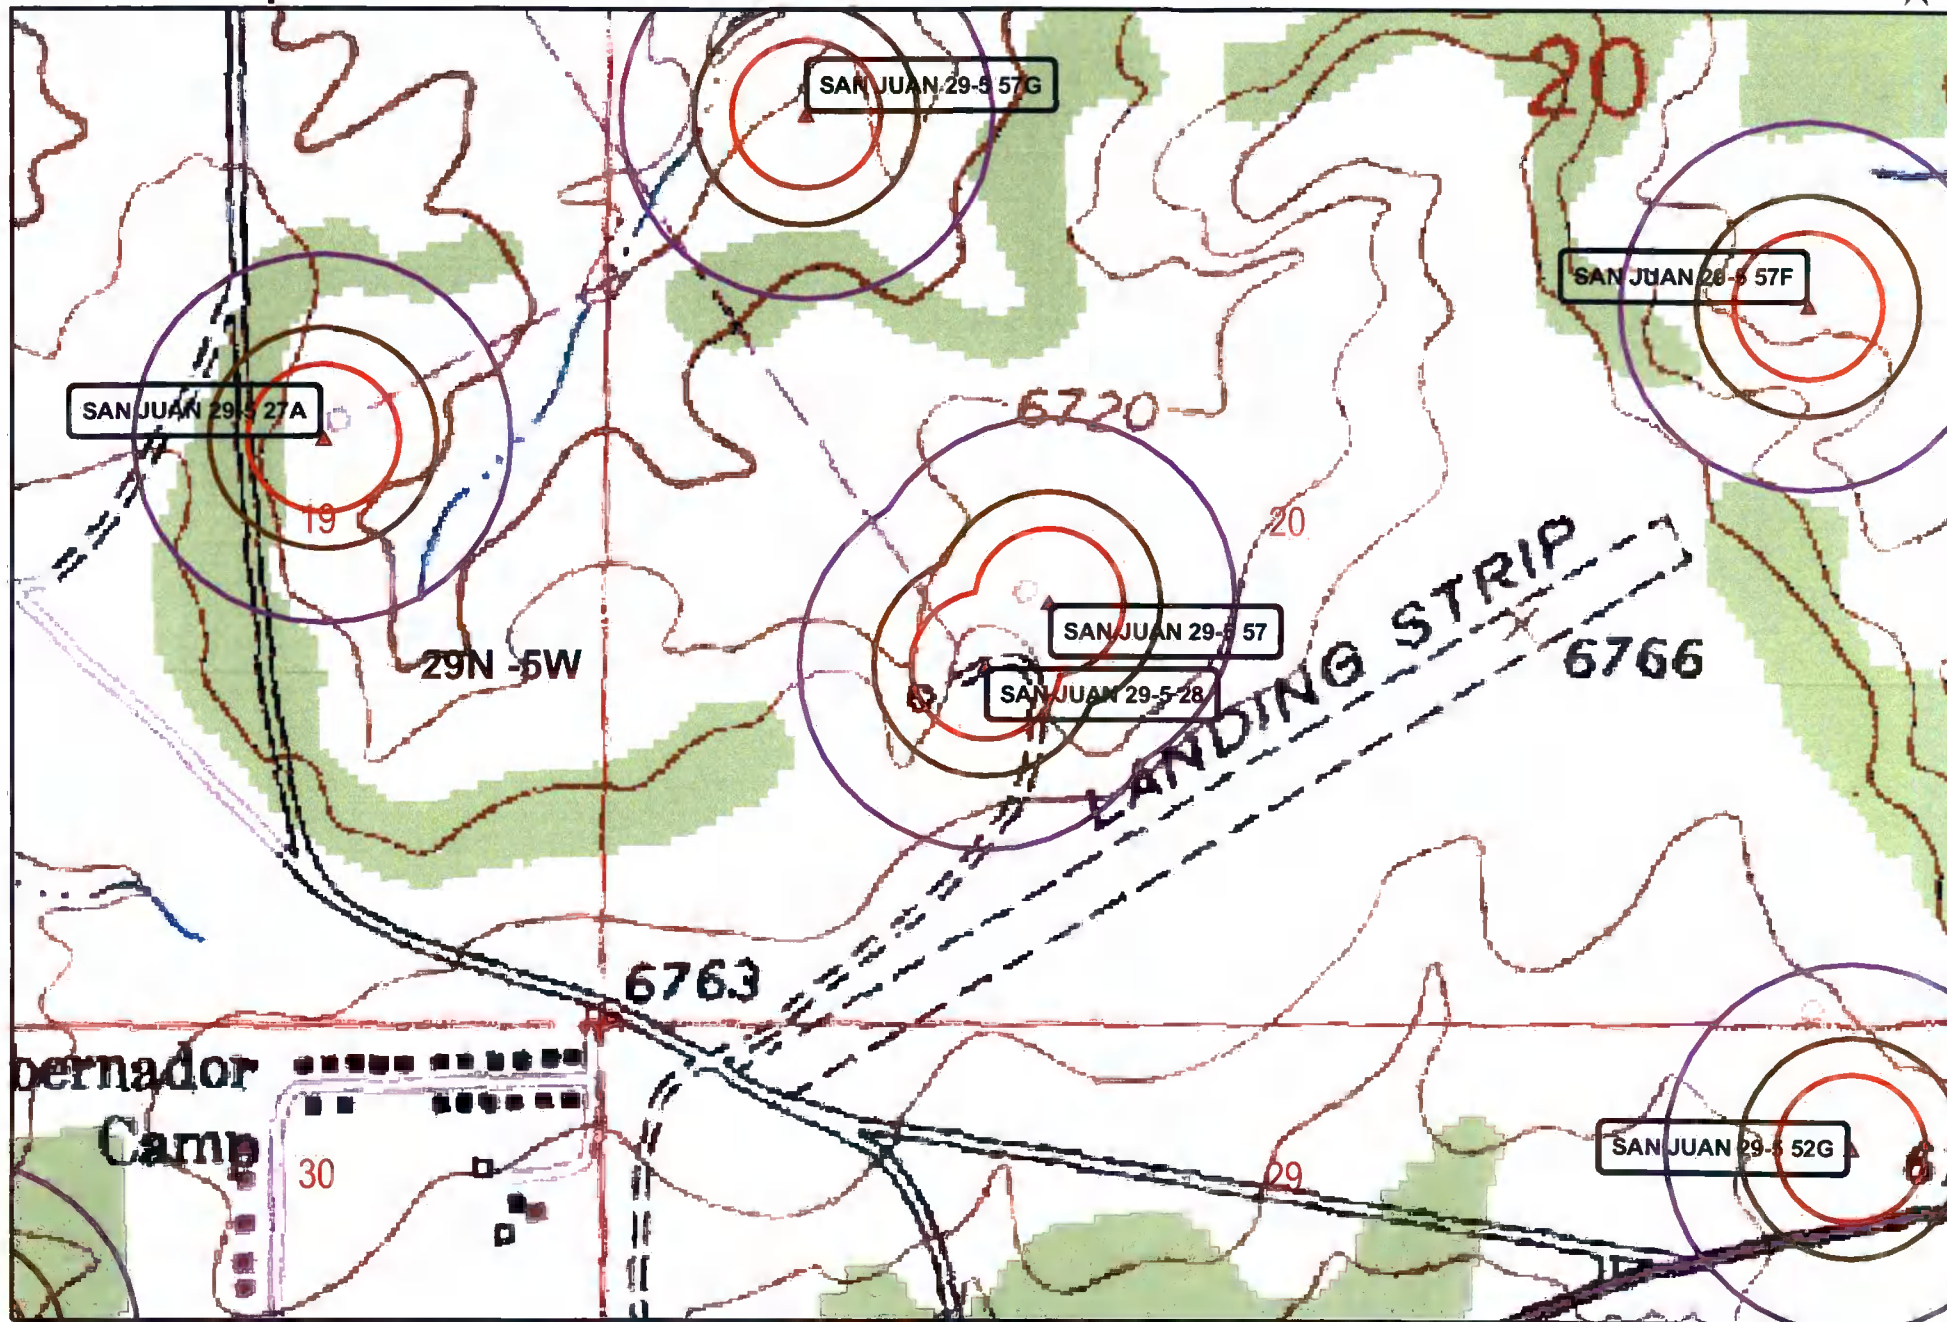 SAN JUAN 29-5 57G
20
SAN JUAN 29-5 57F
SAN JUAN 29-5 27A
6720
19
20
LANDING STRIP
SAN JUAN 29-5 57
6766
29N -5W
SAN JUAN 29-5 28
6763
bernador
Camp
30
29
SAN JUAN 29-5 52G